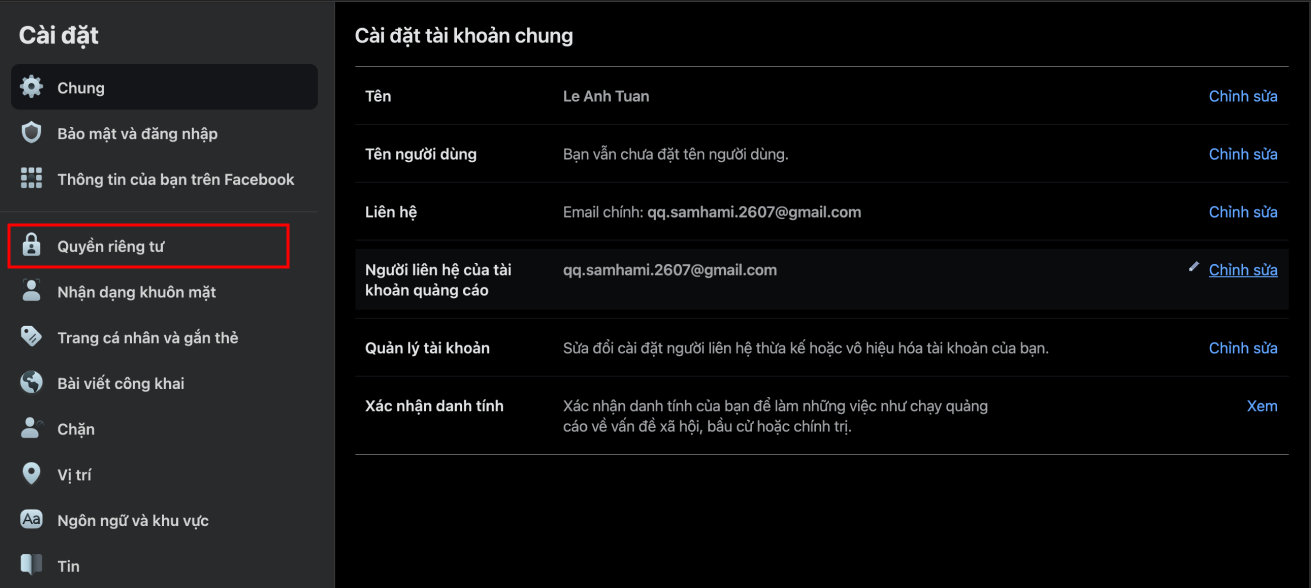 Cài đặt
Chung
Bảo mật và đăng nhập
Thông tin của bạn trên Facebook
Quyền riêng tư
Nhận dạng khuôn mặt
Trang cá nhân và gắn thẻ
Bài viết công khai
Chặn
Vị trí
Aa Ngôn ngữ và khu vực
Tin
Cài đặt tài khoản chung
Tên Le Anh Tuan Chỉnh sửa
Tên người dùng Bạn vẫn chưa đặt tên người dùng. Chỉnh sửa
Liên hệ Email chính: qq.samhami.2607@gmail.com Chỉnh sửa
Người liên hệ của tài qq.samhami.2607@gmail.com Chỉnh sửa
khoản quảng cáo
Quản lý tài khoản Sửa đổi cài đặt người liên hệ thừa kế hoặc vô hiệu hóa tài khoản của bạn. Chỉnh sửa
Xác nhận danh tính Xác nhận danh tính của bạn để làm những việc như chạy quảng Xem
cáo về vấn đề xã hội, bầu cử hoặc chính trị.